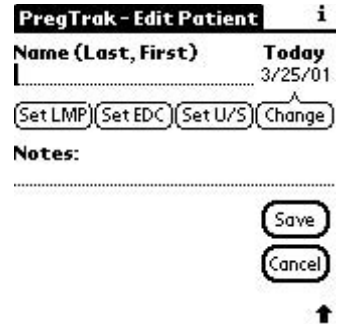 PregTrak - Edit Patient i
Name (Last, First) Today
3/25/01
Set LMP Set EDC Set U/S Change
Notes:
Save
Cancel